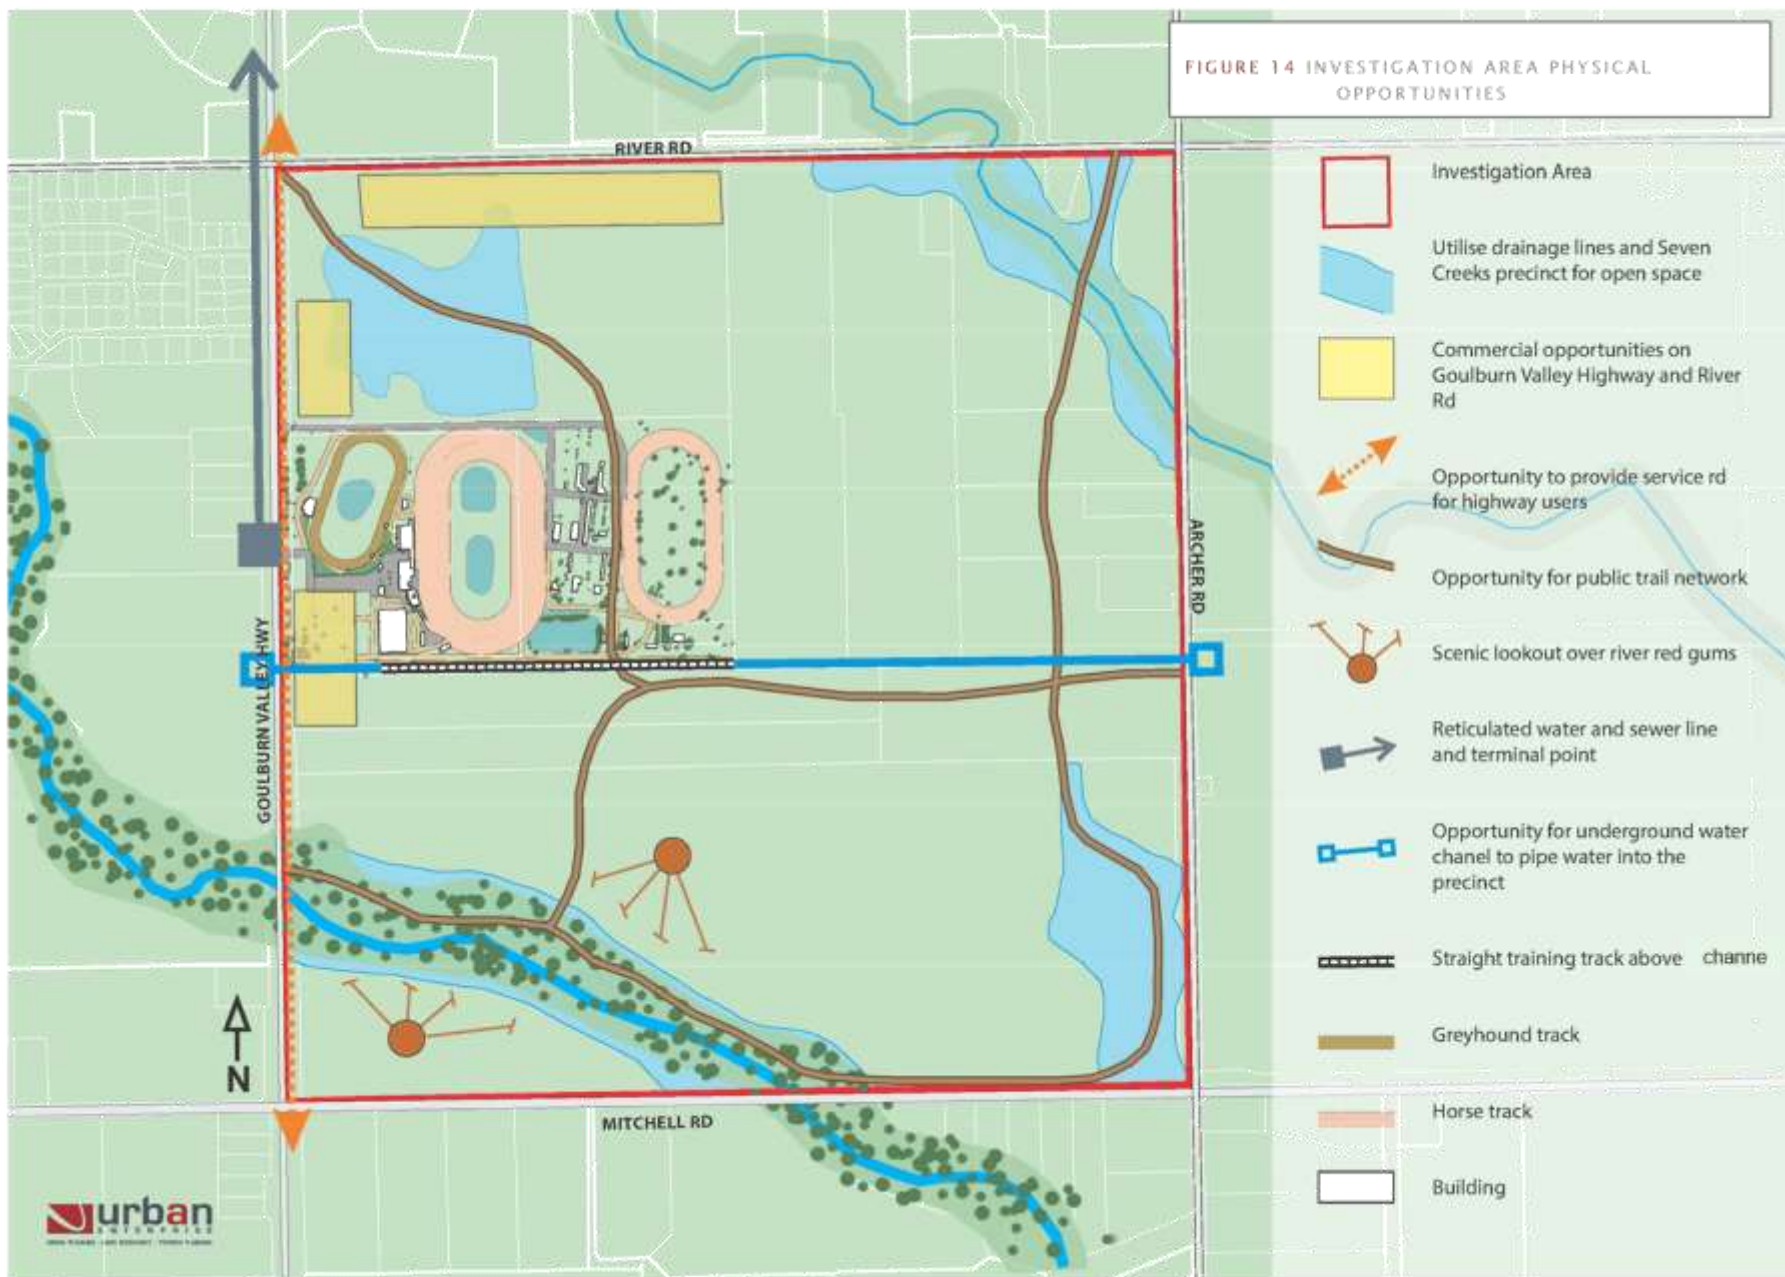 FIGURE 14 INVESTIGATION AREA PHYSICAL
OPPORTUNITIES
RIVER RD
GOULBURN VALLEY HWY
ARCHER RD
MITCHELL RD
N
Investigation Area
Utilise drainage lines and Seven
Creeks precinct for open space
Commercial opportunities on
Goulburn Valley Highway and River
Rd
Opportunity to provide service rd
for highway users
Opportunity for public trail network
Scenic lookout over river red gums
Reticulated water and sewer line
and terminal point
Opportunity for underground water
chanel to pipe water into the
precinct
Straight training track above channe
Greyhound track
Horse track
Building
urban
ENTERPRISE